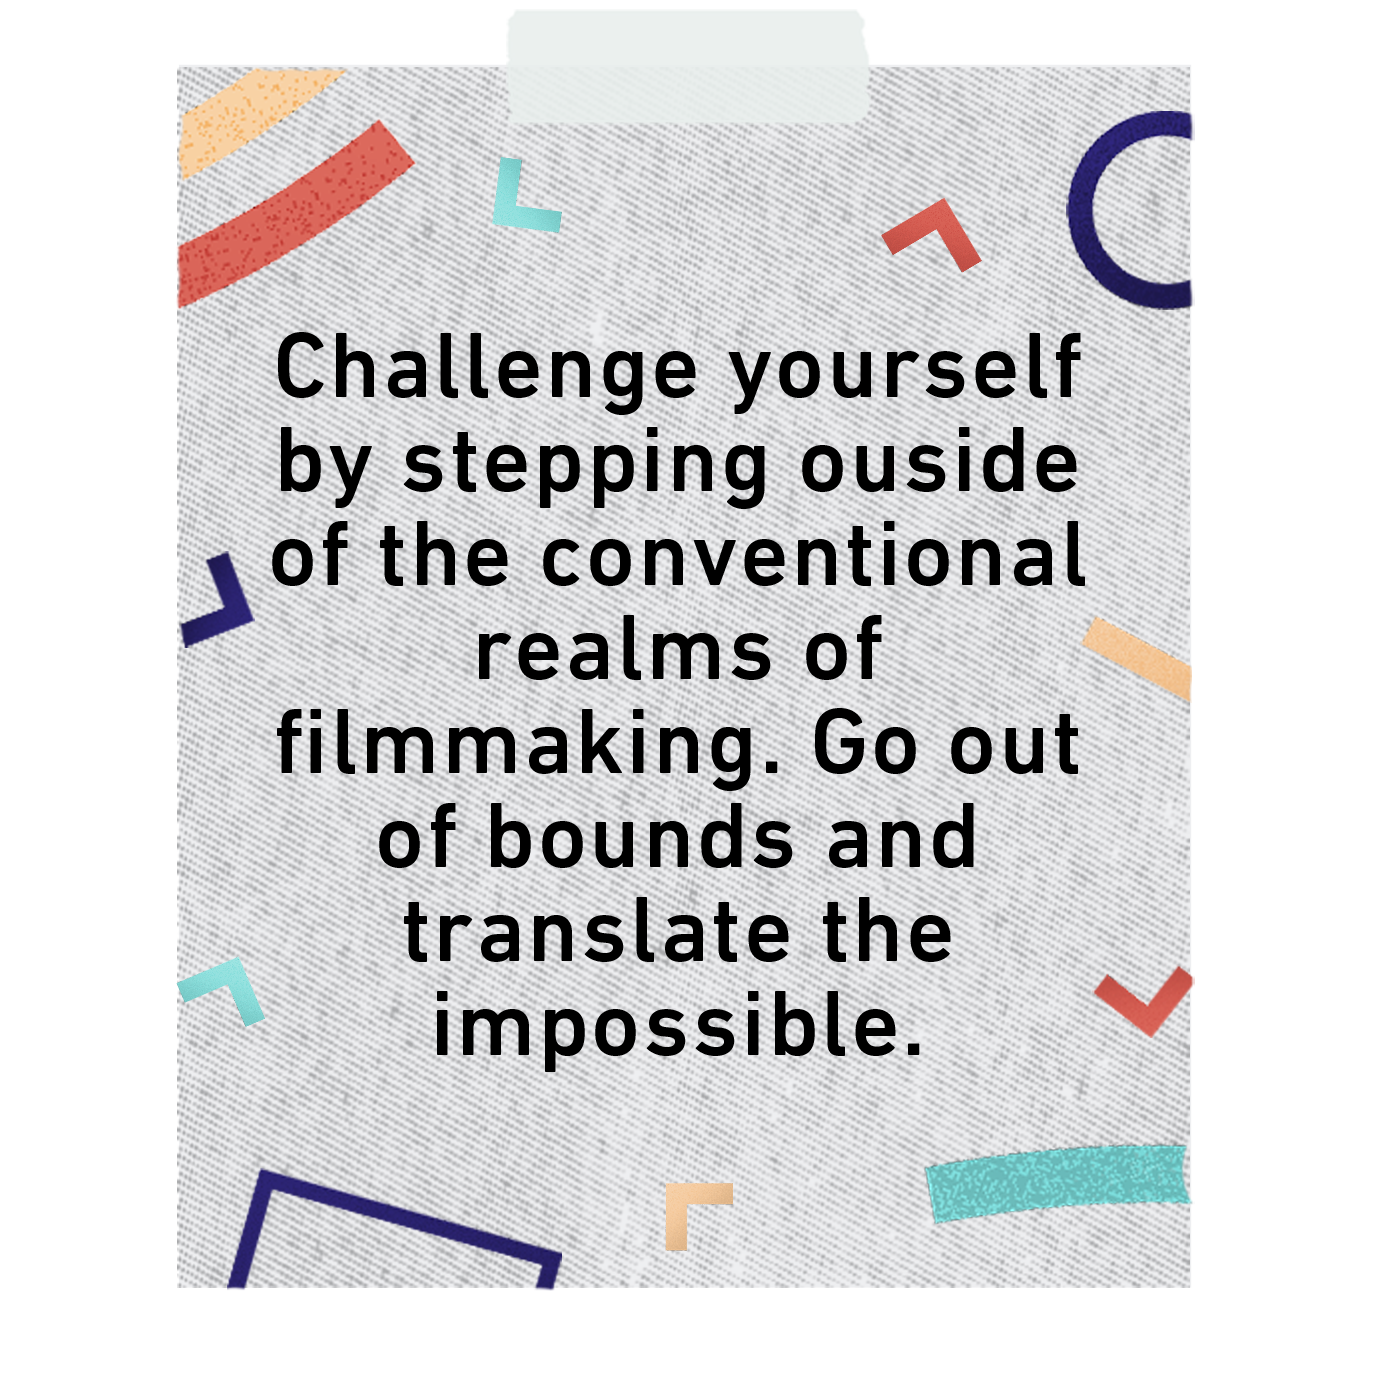 Challenge yourself
by stepping ouside
of the conventional
realms of
filmmaking. Go out
of bounds and
translate the
impossible.